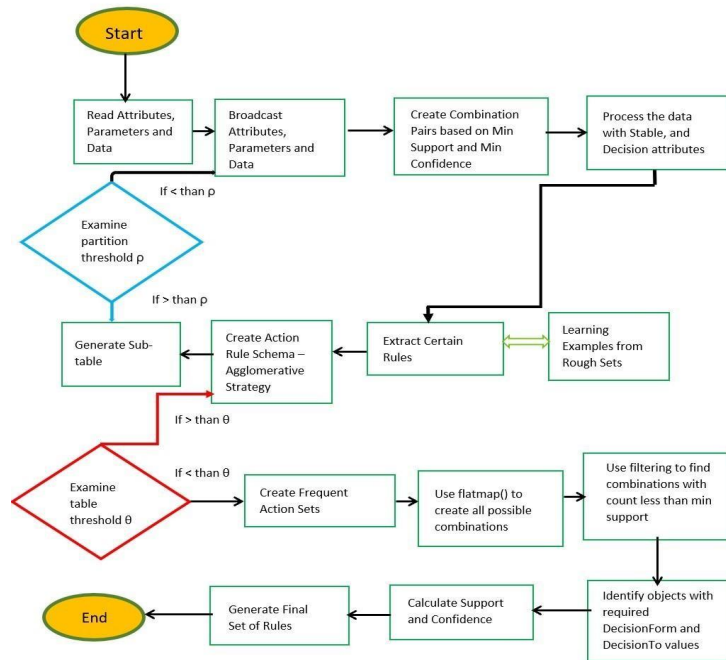 Start
Read Attributes,
Parameters and
Data
Broadcast
Attributes,
Parameters and
Data
Create Combination
Pairs based on Min
Support and Min
Confidence
Process the data
with Stable, and
Decision attributes
If < than ρ
Examine
partition
threshold ρ
If > than ρ
Generate Sub-
table
Create Action
Rule Schema –
Agglomerative
Strategy
Extract Certain
Rules
Learning
Examples from
Rough Sets
If > than θ
Examine
table
threshold θ
If < than θ
Create Frequent
Action Sets
Use flatmap() to
create all possible
combinations
Use filtering to find
combinations with
count less than min
support
Identify objects with
required
DecisionForm and
DecisionTo values
Calculate Support
and Confidence
Generate Final
Set of Rules
End